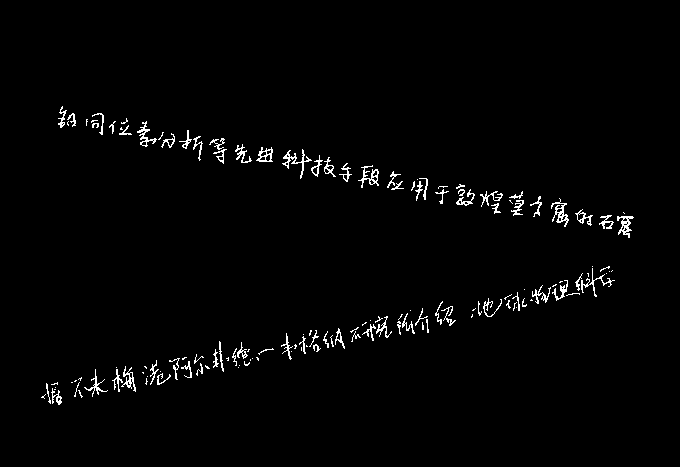 铅同位素分析等先进科技手段应用于敦煌莫高窟的石窟
据不来梅港阿尔弗德、韦格纳研究所介绍,地球物理科学